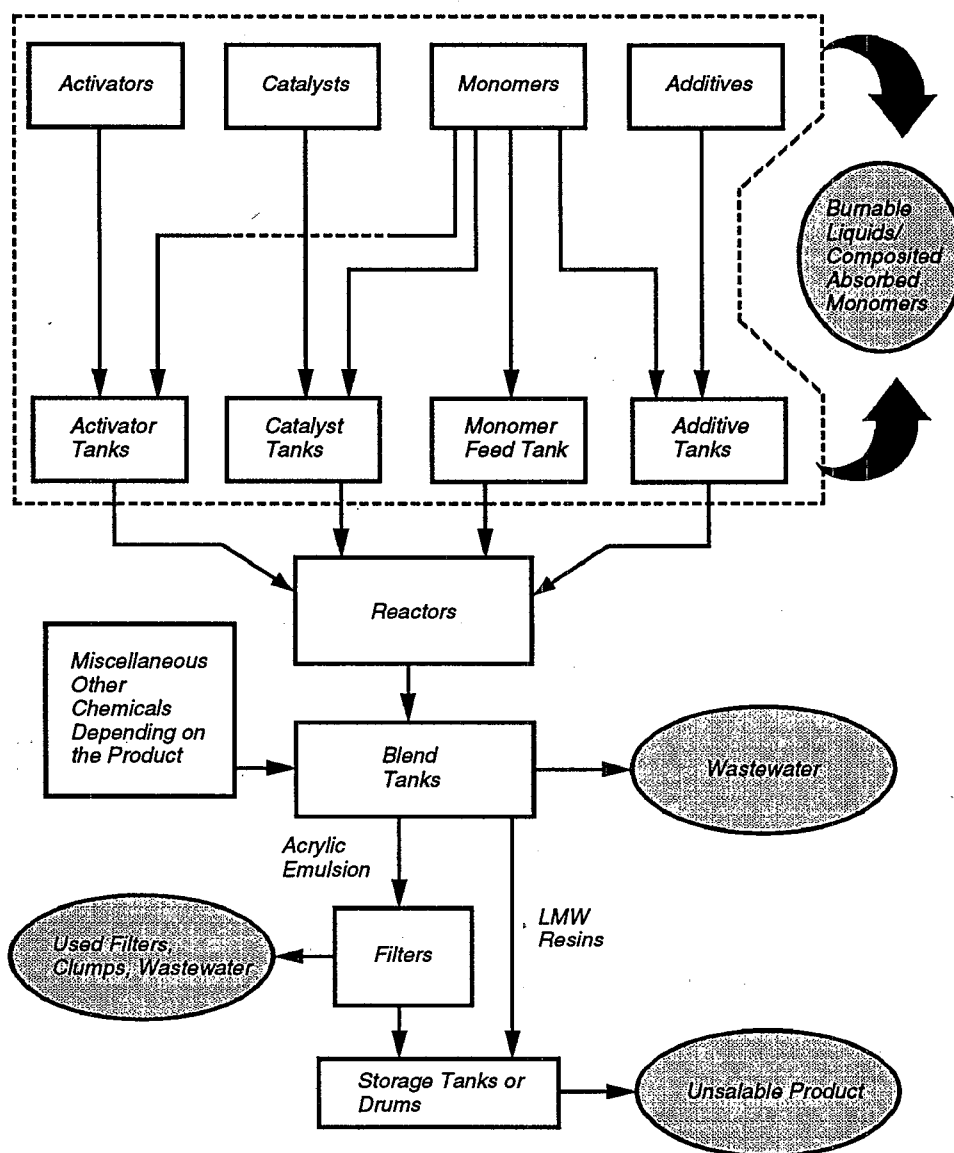 Activators
Catalysts
Monomers
Additives
Burnable
Liquids/
Composited
Absorbed
Monomers
Activator
Tanks
Catalyst
Tanks
Monomer
Feed Tank
Additive
Tanks
Reactors
Miscellaneous
Other
Chemicals
Depending on
the Product
Blend
Tanks
Wastewater
Acrylic
Emulsion
LMW
Resins
Used Filters,
Clumps, Wastewater
Filters
Storage Tanks or
Drums
Unsalable Product